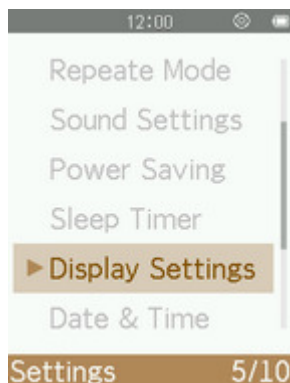 12:00
Repeate Mode
Sound Settings
Power Saving
Sleep Timer
Display Settings
Date & Time
Settings 5/10